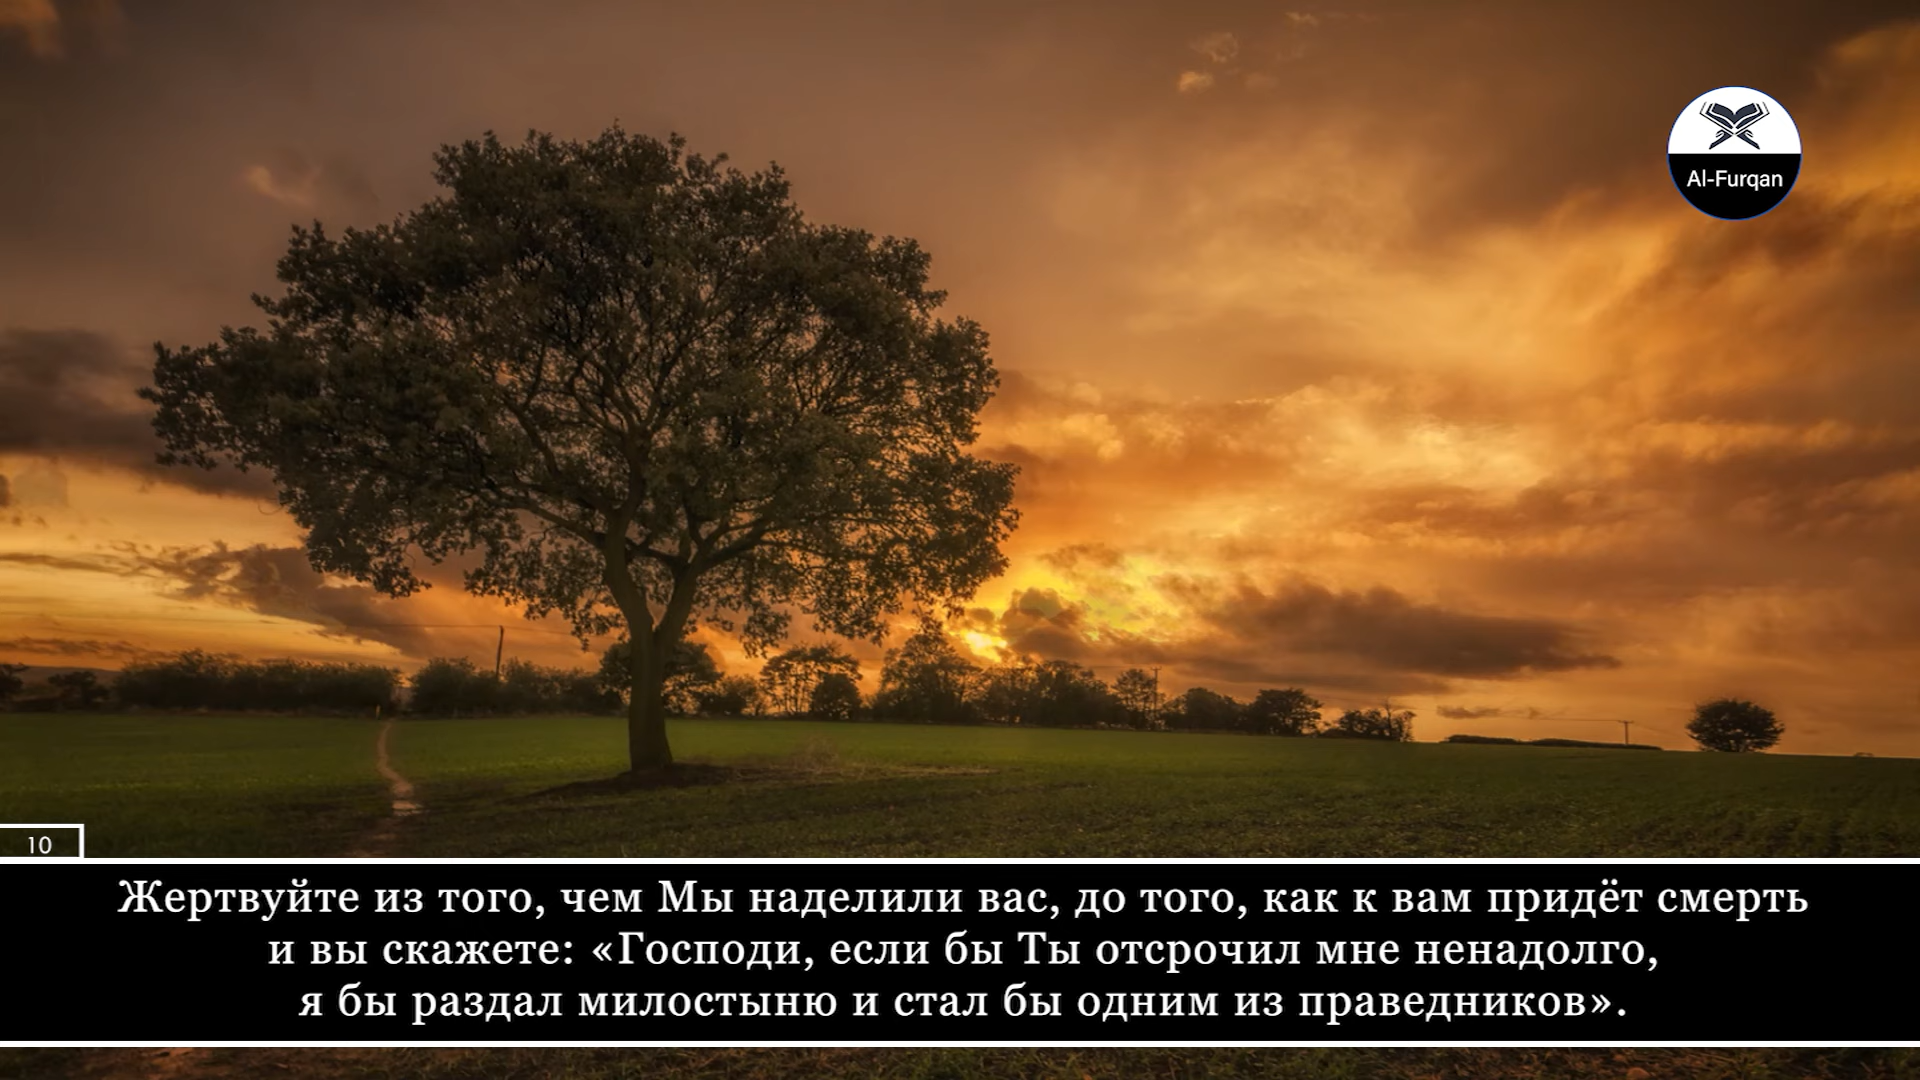 Al-Furqan
10
Жертвуйте из того, чем Мы наделили вас, до того, как к вам придёт смерть
и вы скажете: «Господи, если бы Ты отсрочил мне ненадолго,
я бы раздал милостыню и стал бы одним из праведников».